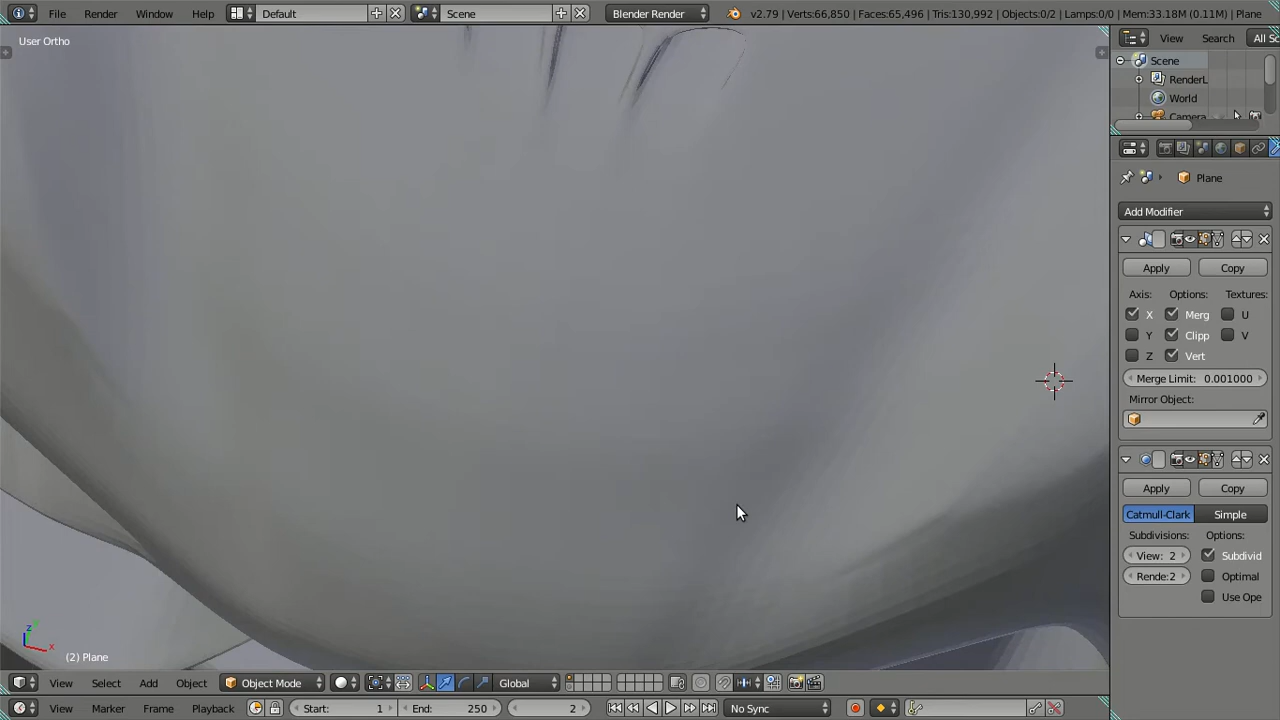 File Render Window Help Default Scene Blender Render v2.79 | Verts:66,850 | Faces:65,496 | Tris:130,992 | Objects:0/2 | Lamps:0/0 | Mem:33.18M (0.11M) | Plane
User Ortho
View Search All Sc
Scene
RenderL
World
Camera
Plane
Add Modifier
Apply Copy
Axis: Options: Textures:
X Merg U
Y Clipp V
Z Vert
Merge Limit: 0.001000
Mirror Object:
Apply Copy
Catmull-Clark Simple
Subdivisions: Options:
View: 2 Subdivid
Rende:2 Optimal
Use Ope
z
y
x
(2) Plane
View Select Add Object Object Mode Global
View Marker Frame Playback Start: 1 End: 250 2 No Sync